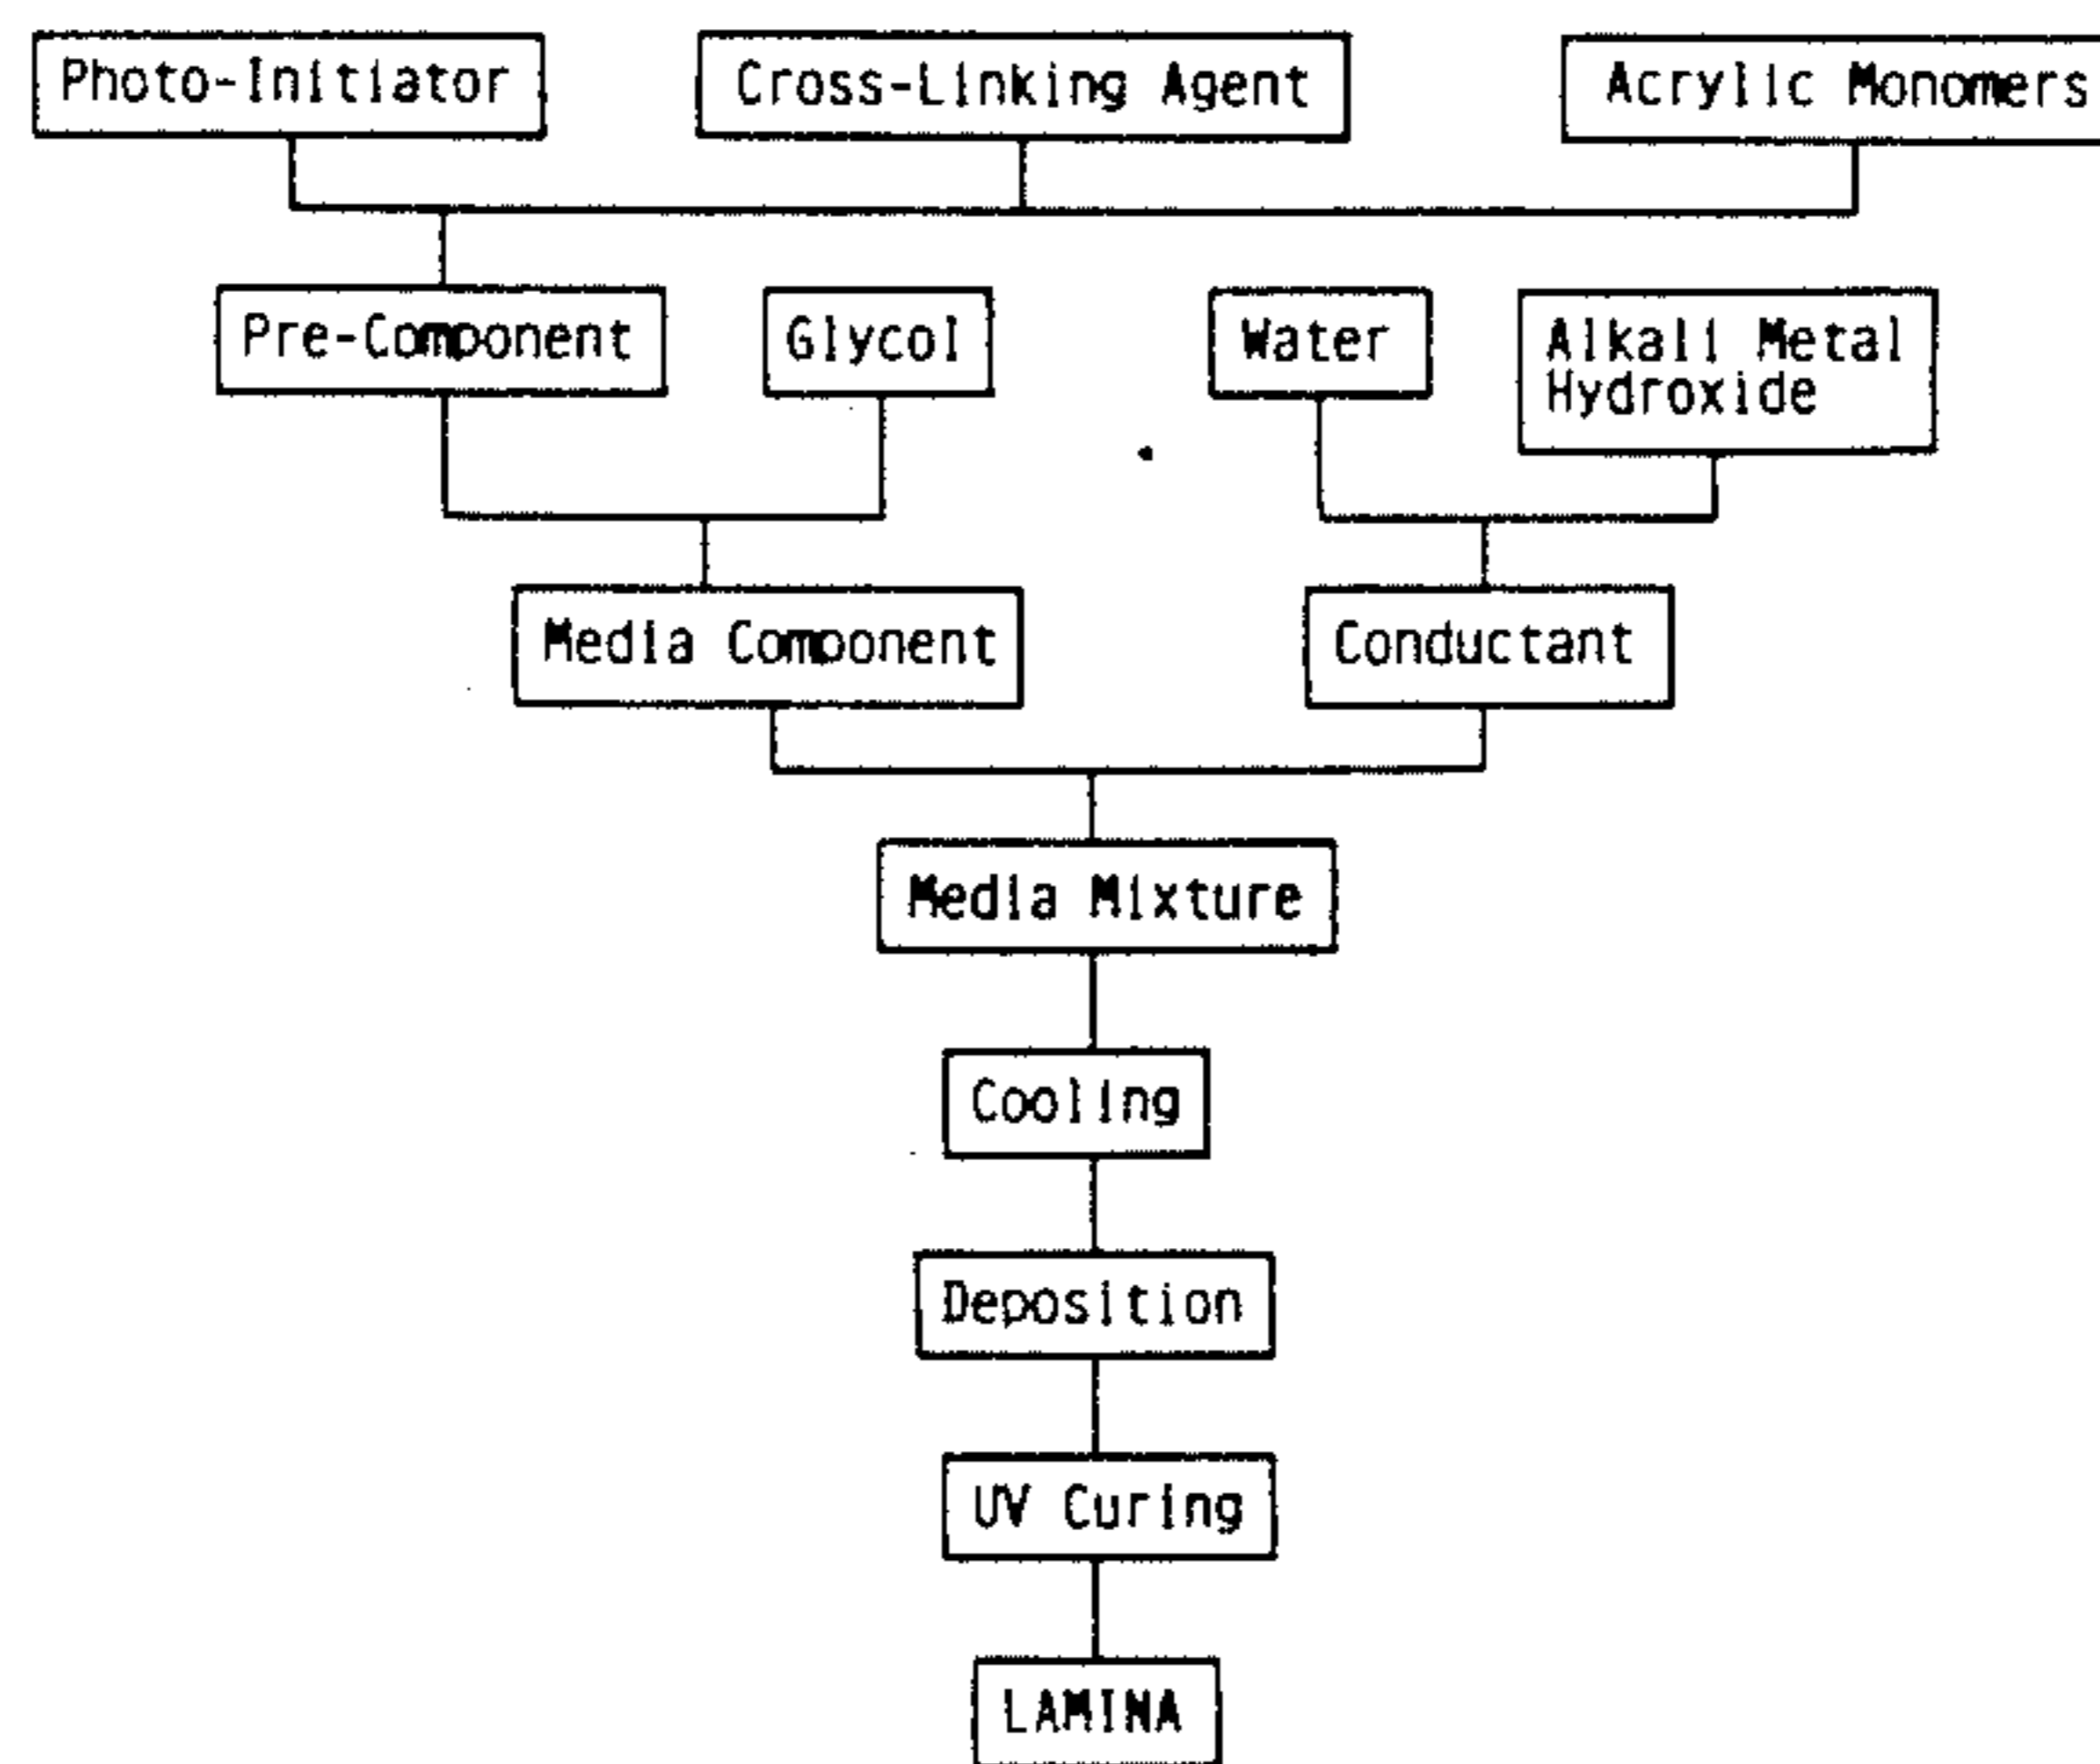 Photo-Initiator
Cross-Linking Agent
Acrylic Monomers
Pre-Component
Glycol
Water
Alkali Metal
Hydroxide
Media Component
Conductant
Media Mixture
Cooling
Deposition
UV Curing
LAMINA